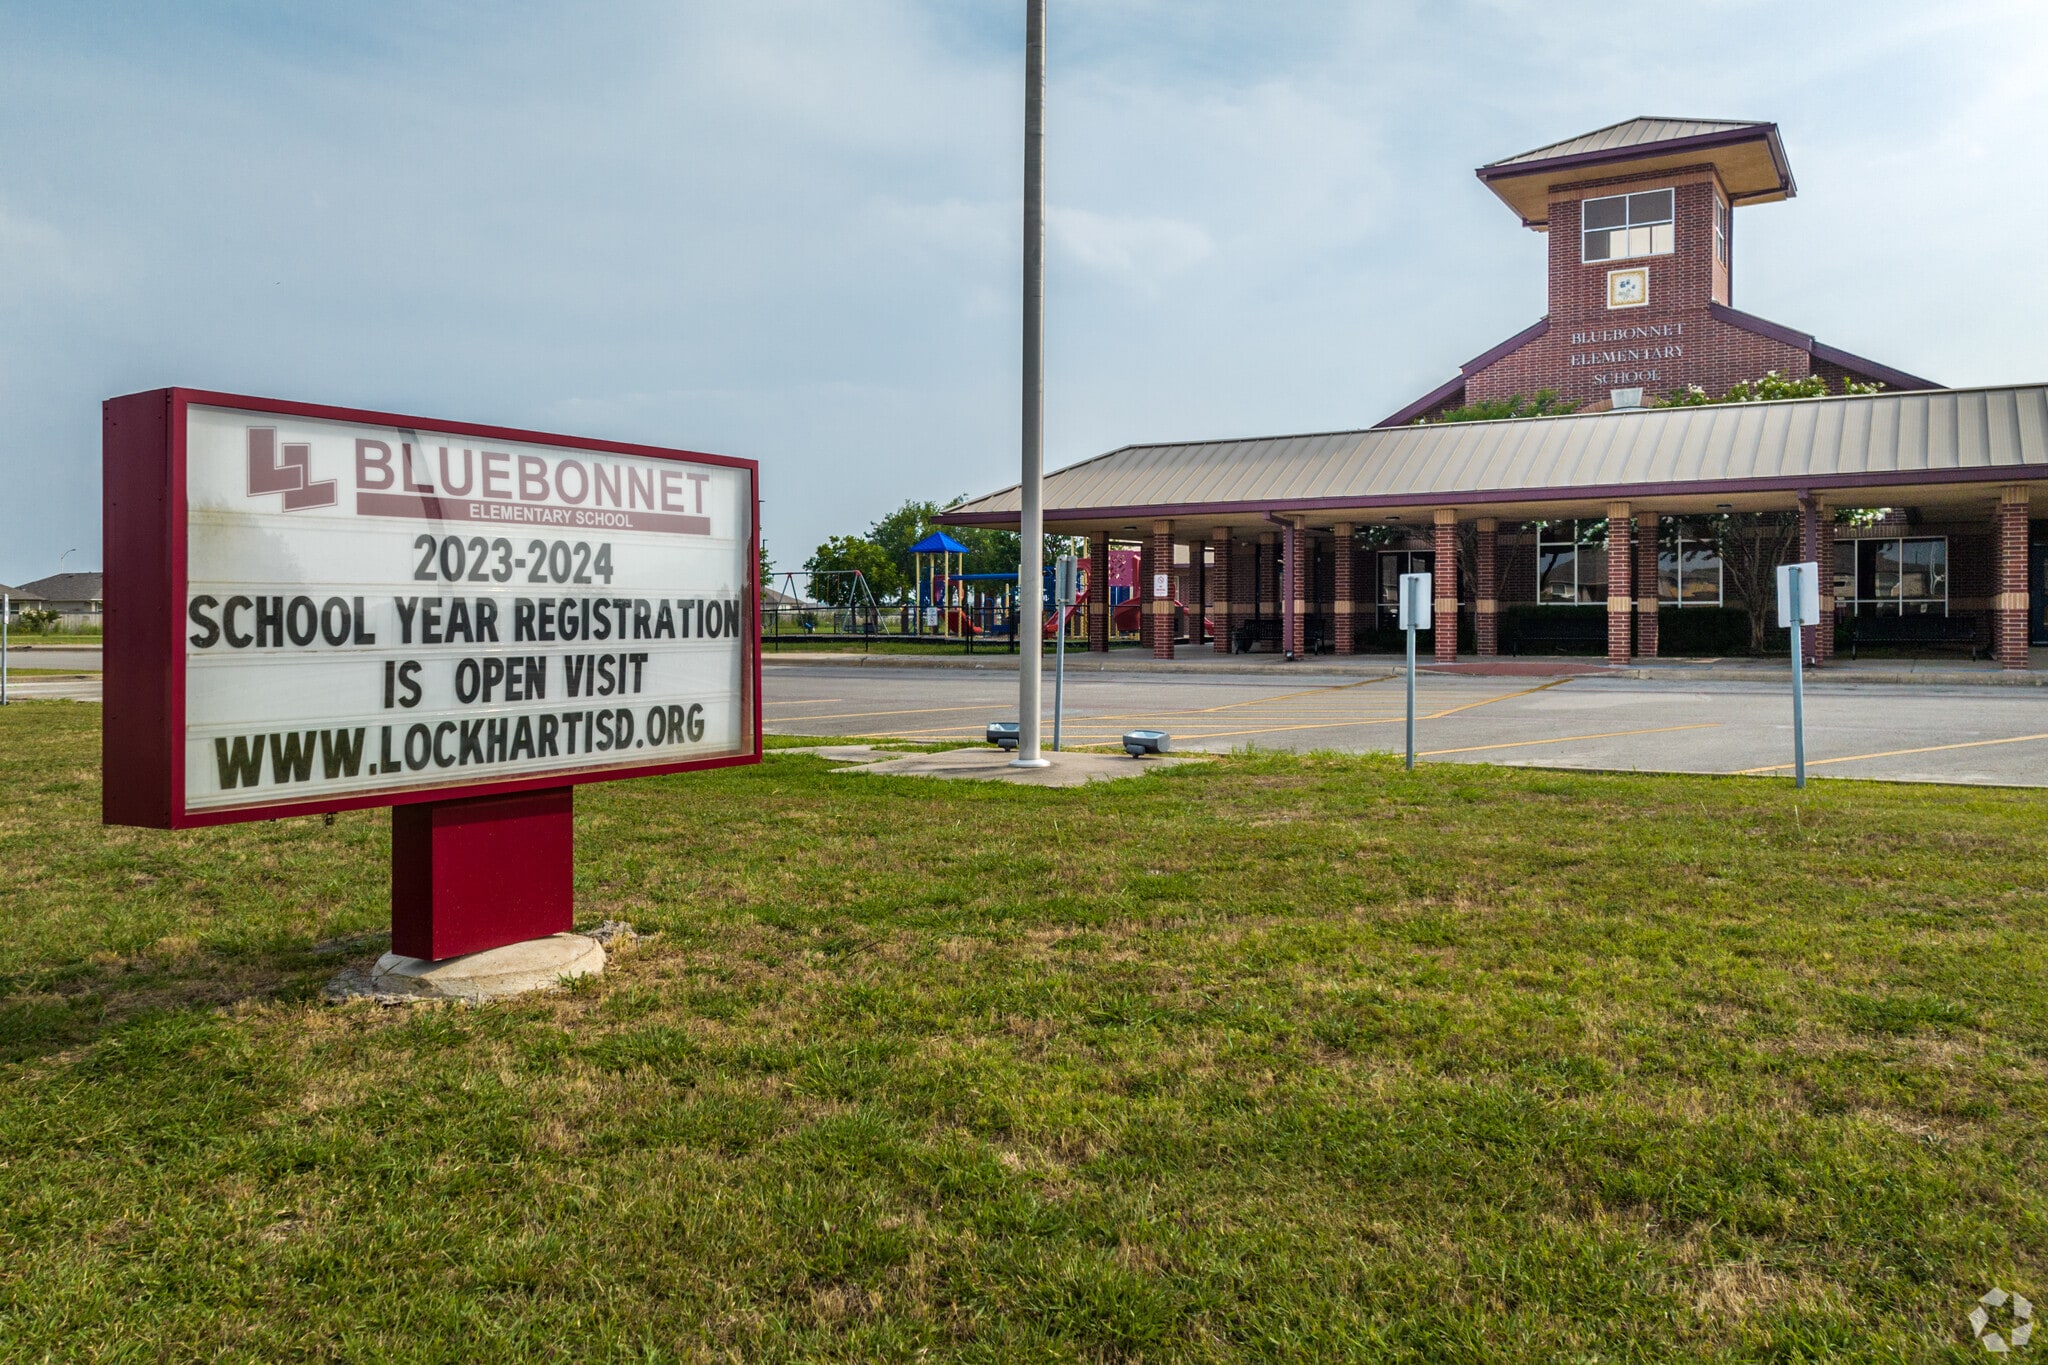 LL BLUEBONNET
ELEMENTARY SCHOOL
2023-2024
SCHOOL YEAR REGISTRATION
IS OPEN VISIT
WWW.LOCKHARTISD.ORG
BLUEBONNET
ELEMENTARY
SCHOOL